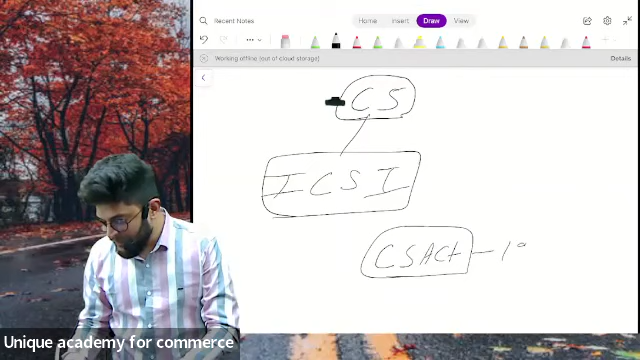 Recent Notes
Home Insert Draw View
Working offline (out of cloud storage)
Details
CS
ICSI
CSACt - 19
Unique academy for commerce